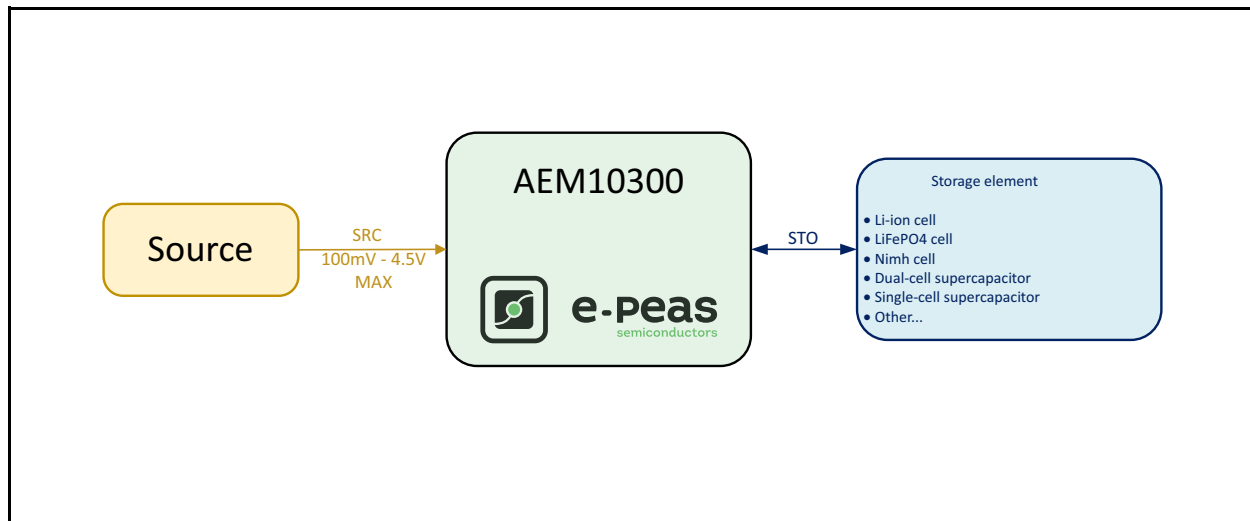 AEM10300
Source
SRC
100mV - 4.5V
MAX
e-peas
semiconductors
STO
Storage element
• Li-ion cell
• LiFePO4 cell
• Nimh cell
• Dual-cell supercapacitor
• Single-cell supercapacitor
• Other...